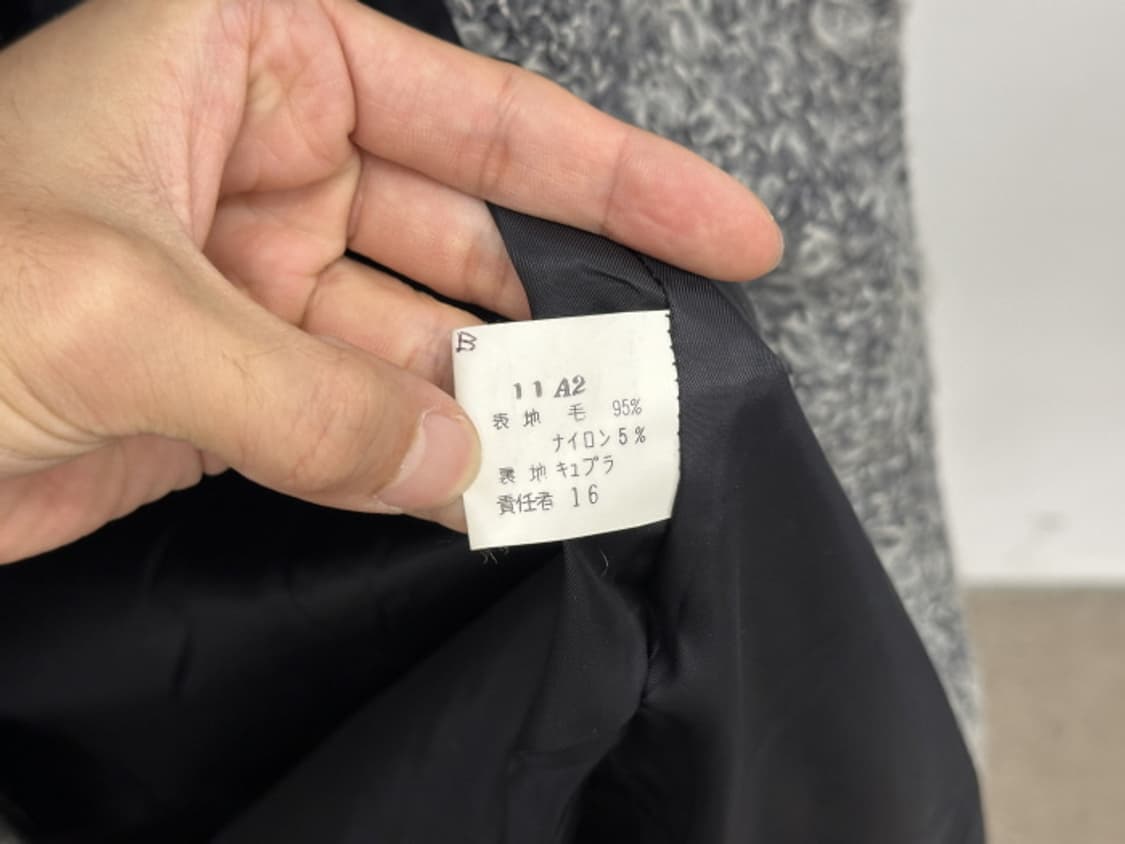 B
11 A2
表 地 毛 95%
ナイロン 5%
裏 地 キュプラ
責任者 16